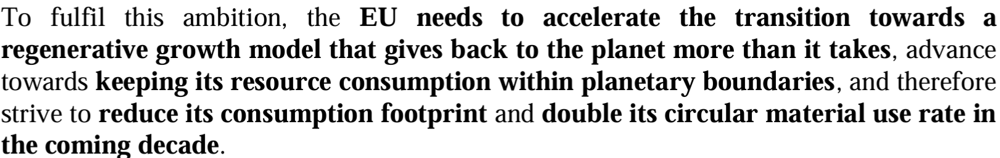 To fulfil this ambition, the EU needs to accelerate the transition towards a
regenerative growth model that gives back to the planet more than it takes, advance
towards keeping its resource consumption within planetary boundaries, and therefore
strive to reduce its consumption footprint and double its circular material use rate in
the coming decade.